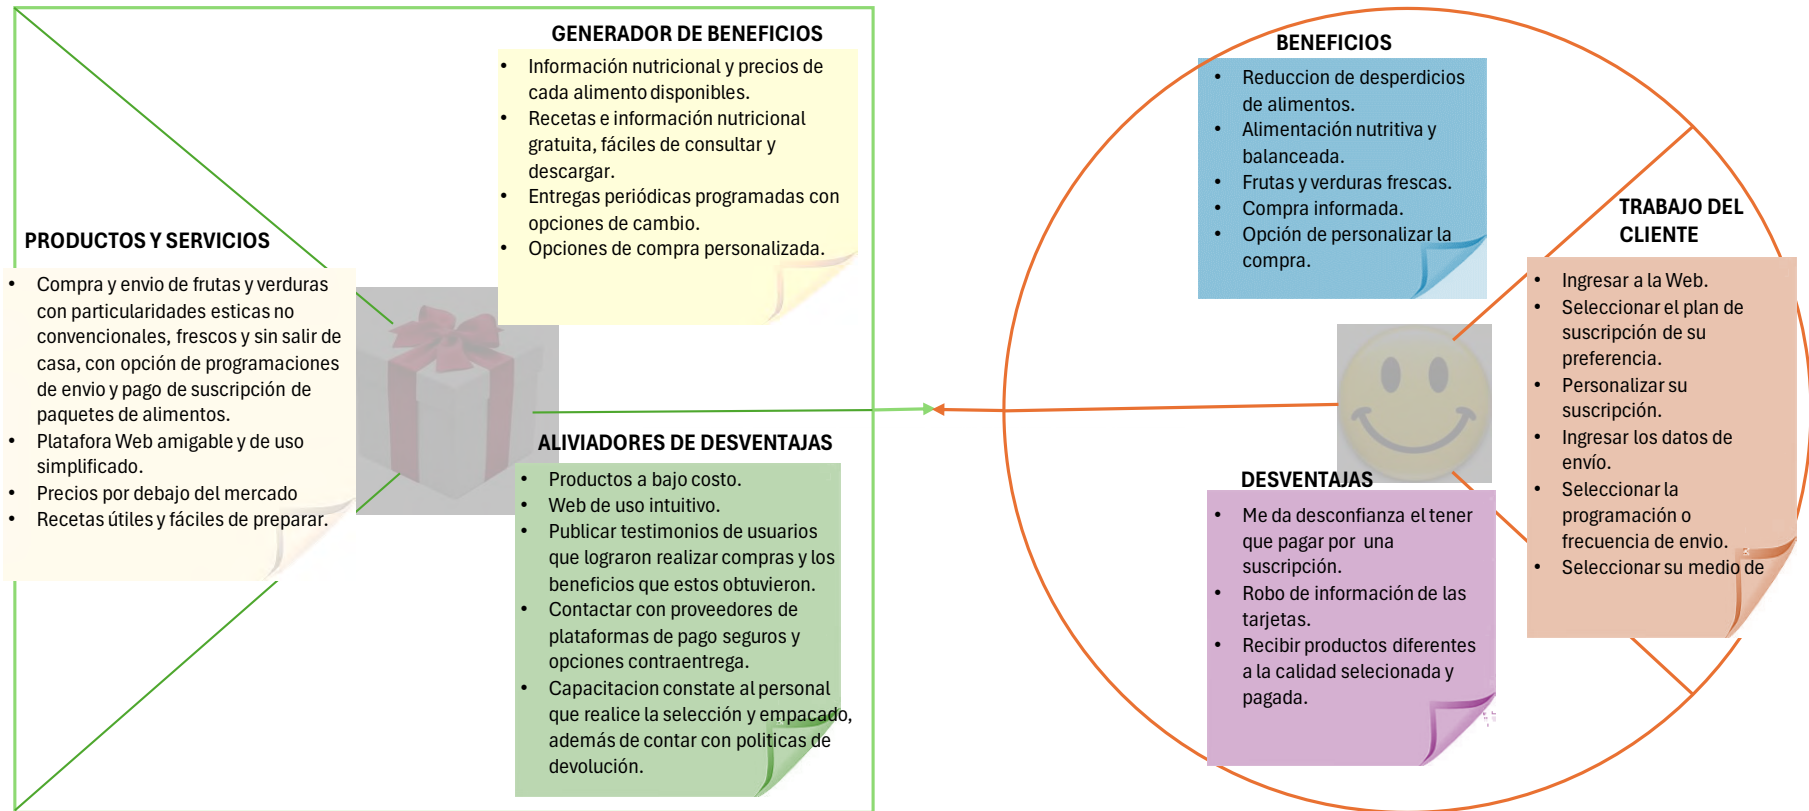 GENERADOR DE BENEFICIOS
• Información nutricional y precios de
cada alimento disponibles.
• Recetas e información nutricional
gratuita, fáciles de consultar y
descargar.
• Entregas periódicas programadas con
opciones de cambio.
• Opciones de compra personalizada.
PRODUCTOS Y SERVICIOS
• Compra y envio de frutas y verduras
con particularidades esticas no
convencionales, frescos y sin salir de
casa, con opción de programaciones
de envio y pago de suscripción de
paquetes de alimentos.
• Platafora Web amigable y de uso
simplificado.
• Precios por debajo del mercado
• Recetas útiles y fáciles de preparar.
ALIVIADORES DE DESVENTAJAS
• Productos a bajo costo.
• Web de uso intuitivo.
• Publicar testimonios de usuarios
que lograron realizar compras y los
beneficios que estos obtuvieron.
• Contactar con proveedores de
plataformas de pago seguros y
opciones contraentrega.
• Capacitacion constate al personal
que realice la selección y empacado,
además de contar con politicas de
devolución.
BENEFICIOS
• Reduccion de desperdicios
de alimentos.
• Alimentación nutritiva y
balanceada.
• Frutas y verduras frescas.
• Compra informada.
• Opción de personalizar la
compra.
TRABAJO DEL
CLIENTE
• Ingresar a la Web.
• Seleccionar el plan de
suscripción de su
preferencia.
• Personalizar su
suscripción.
• Ingresar los datos de
envío.
• Seleccionar la
programación o
frecuencia de envio.
• Seleccionar su medio de
DESVENTAJAS
• Me da desconfianza el tener
que pagar por una
suscripción.
• Robo de información de las
tarjetas.
• Recibir productos diferentes
a la calidad selecionada y
pagada.